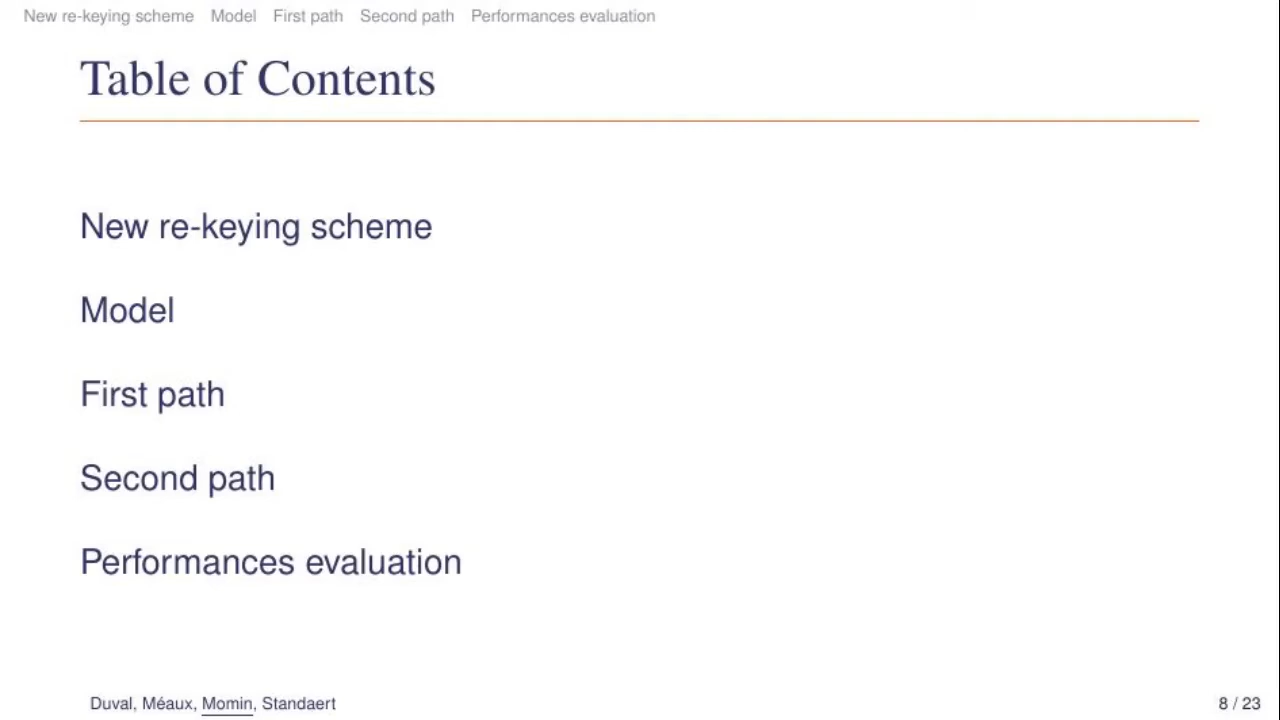 New re-keying scheme Model First path Second path Performances evaluation
Table of Contents
New re-keying scheme
Model
First path
Second path
Performances evaluation
Duval, Méaux, Momin, Standaert 8 / 23